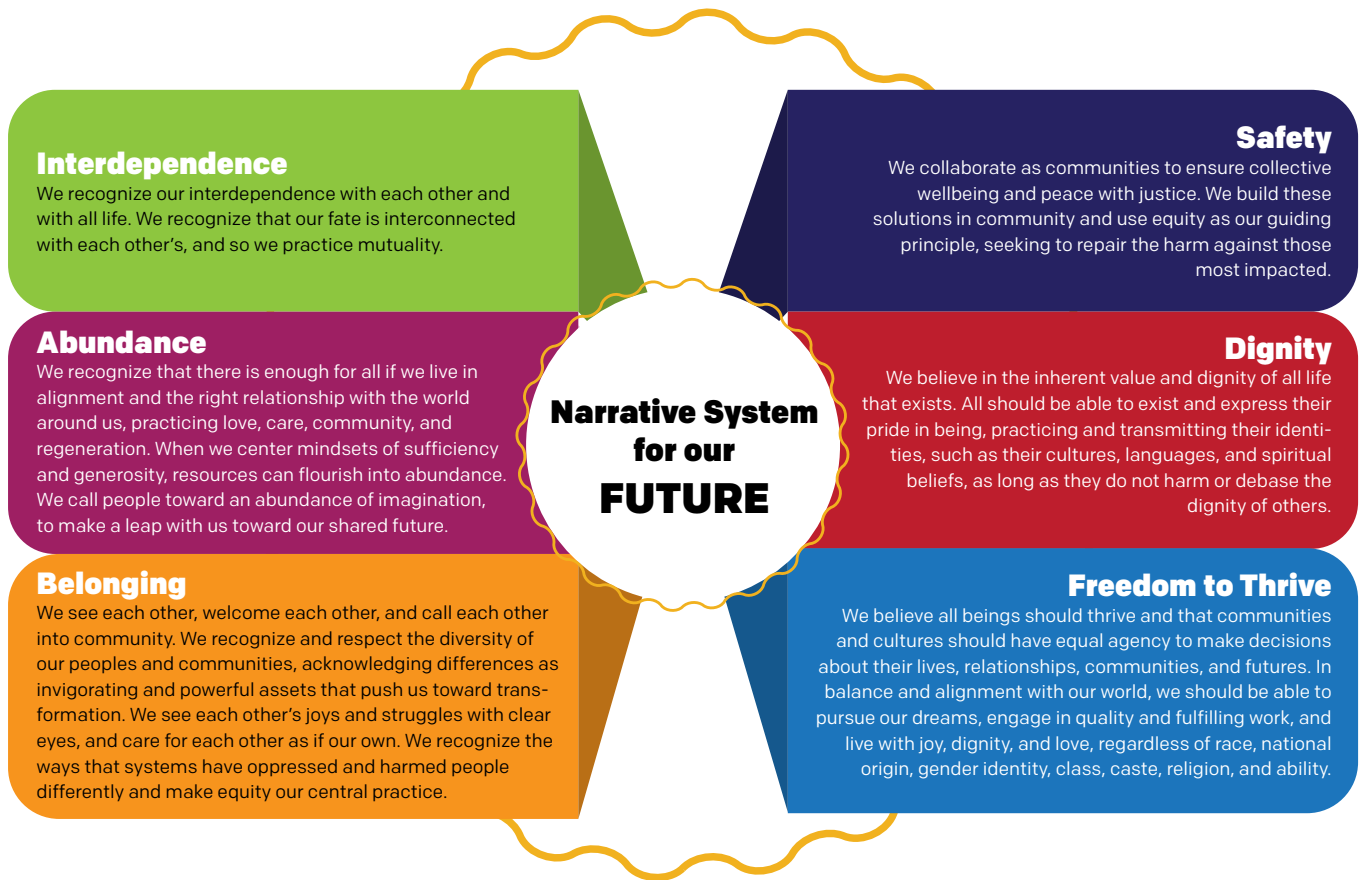 Interdependence
We recognize our interdependence with each other and
with all life. We recognize that our fate is interconnected
with each other’s, and so we practice mutuality.
Abundance
We recognize that there is enough for all if we live in
alignment and the right relationship with the world
around us, practicing love, care, community, and
regeneration. When we center mindsets of sufficiency
and generosity, resources can flourish into abundance.
We call people toward an abundance of imagination,
to make a leap with us toward our shared future.
Belonging
We see each other, welcome each other, and call each other
into community. We recognize and respect the diversity of
our peoples and communities, acknowledging differences as
invigorating and powerful assets that push us toward trans-
formation. We see each other’s joys and struggles with clear
eyes, and care for each other as if our own. We recognize the
ways that systems have oppressed and harmed people
differently and make equity our central practice.
Narrative System
for our
FUTURE
Safety
We collaborate as communities to ensure collective
wellbeing and peace with justice. We build these
solutions in community and use equity as our guiding
principle, seeking to repair the harm against those
most impacted.
Dignity
We believe in the inherent value and dignity of all life
that exists. All should be able to exist and express their
pride in being, practicing and transmitting their identi-
ties, such as their cultures, languages, and spiritual
beliefs, as long as they do not harm or debase the
dignity of others.
Freedom to Thrive
We believe all beings should thrive and that communities
and cultures should have equal agency to make decisions
about their lives, relationships, communities, and futures. In
balance and alignment with our world, we should be able to
pursue our dreams, engage in quality and fulfilling work, and
live with joy, dignity, and love, regardless of race, national
origin, gender identity, class, caste, religion, and ability.